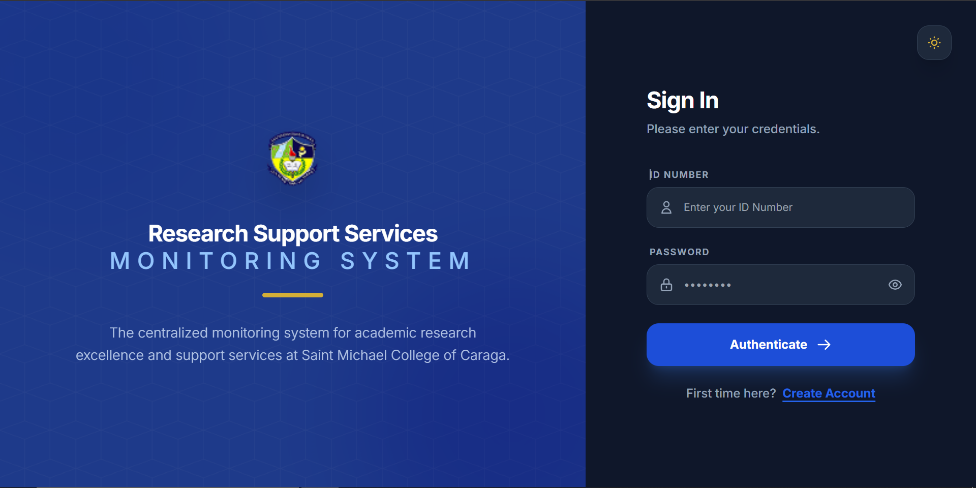 Research Support Services
MONITORING SYSTEM
The centralized monitoring system for academic research
excellence and support services at Saint Michael College of Caraga.
Sign In
Please enter your credentials.
ID NUMBER
Enter your ID Number
PASSWORD
••••••••
Authenticate →
First time here? Create Account